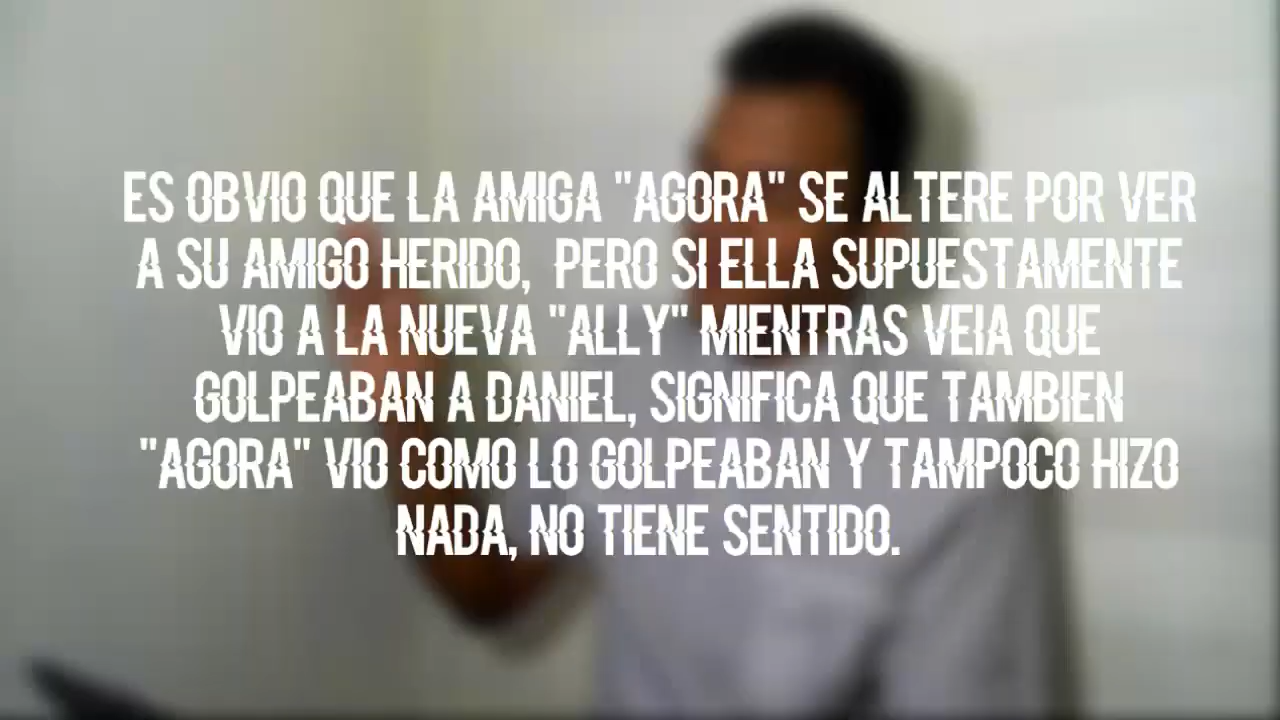 ES OBVIO QUE LA AMIGA "AGORA" SE ALTERE POR VER
A SU AMIGO HERIDO, PERO SI ELLA SUPUESTAMENTE
VIO A LA NUEVA "ALLY" MIENTRAS VEIA QUE
GOLPEABAN A DANIEL, SIGNIFICA QUE TAMBIEN
"AGORA" VIO COMO LO GOLPEABAN Y TAMPOCO HIZO
NADA, NO TIENE SENTIDO.